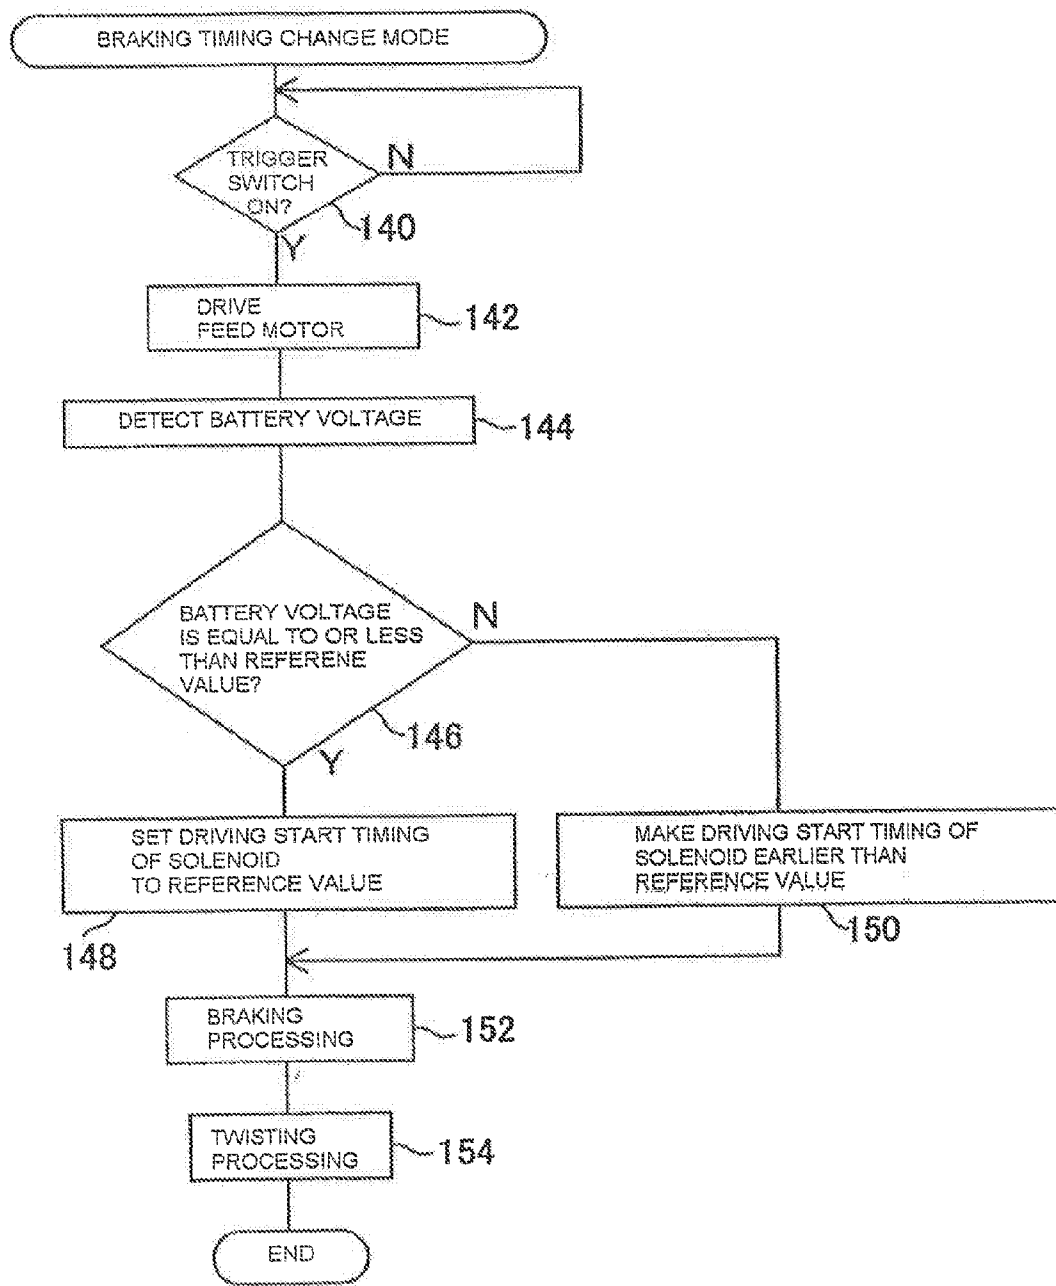 BRAKING TIMING CHANGE MODE
TRIGGER
SWITCH
ON?
N
140
Y
DRIVE
FEED MOTOR
142
DETECT BATTERY VOLTAGE
144
BATTERY VOLTAGE
IS EQUAL TO OR LESS
THAN REFERENE
VALUE?
N
146
Y
SET DRIVING START TIMING
OF SOLENOID
TO REFERENCE VALUE
148
MAKE DRIVING START TIMING OF
SOLENOID EARLIER THAN
REFERENCE VALUE
150
BRAKING
PROCESSING
152
TWISTING
PROCESSING
154
END